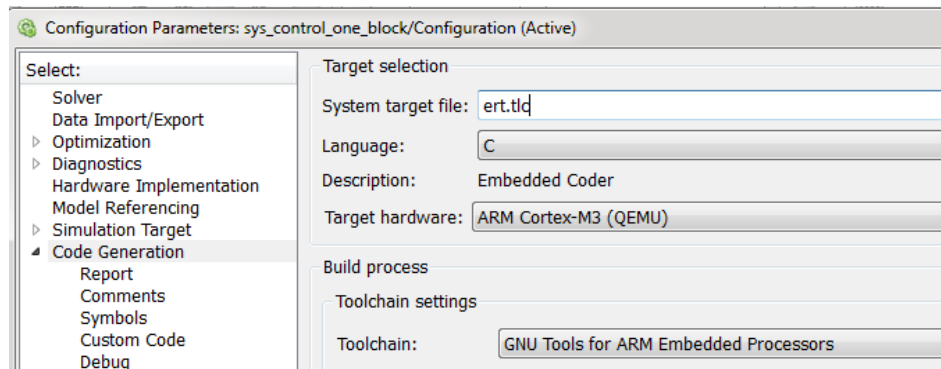 Configuration Parameters: sys_control_one_block/Configuration (Active)
Select:
Solver
Data Import/Export
Optimization
Diagnostics
Hardware Implementation
Model Referencing
Simulation Target
Code Generation
Report
Comments
Symbols
Custom Code
Debug
Target selection
System target file: ert.tlc
Language: C
Description: Embedded Coder
Target hardware: ARM Cortex-M3 (QEMU)
Build process
Toolchain settings
Toolchain: GNU Tools for ARM Embedded Processors